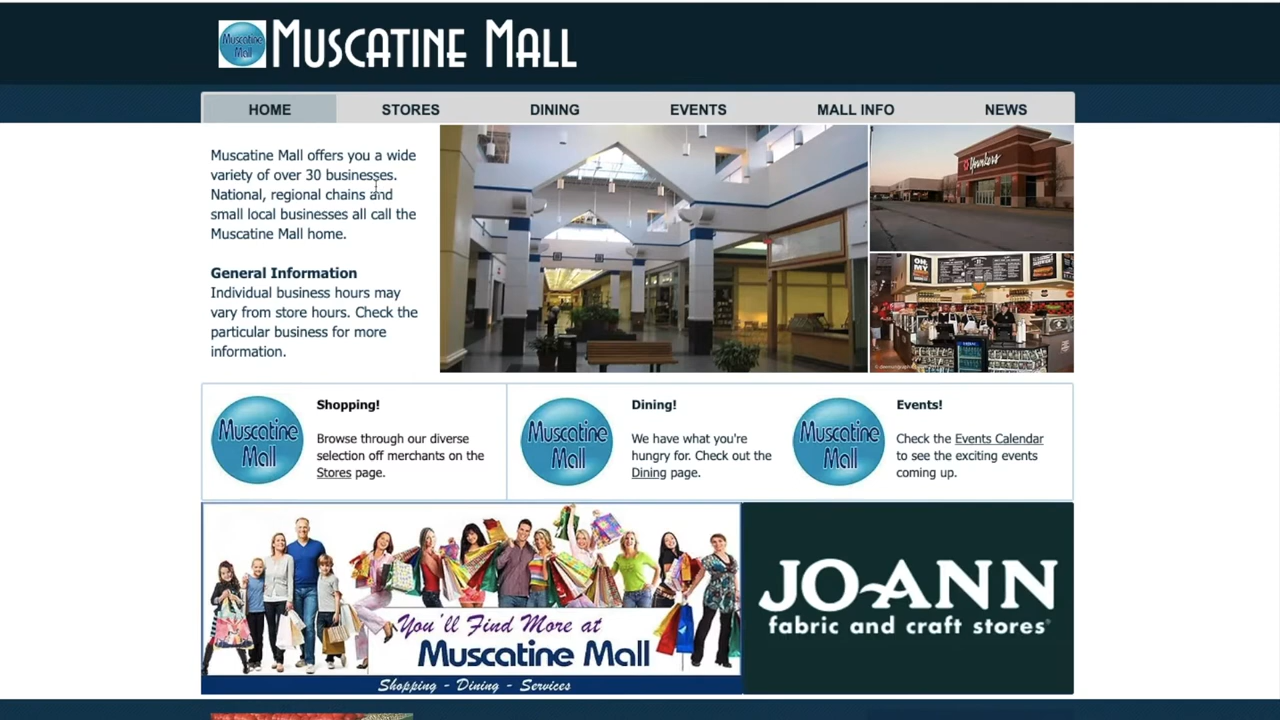 Muscatine
Mall
MUSCATINE MALL
HOME STORES DINING EVENTS MALL INFO NEWS
Muscatine Mall offers you a wide
variety of over 30 businesses.
National, regional chains and
small local businesses all call the
Muscatine Mall home.
General Information
Individual business hours may
vary from store hours. Check the
particular business for more
information.
Younkers
OH
MY
Shopping!
Muscatine
Mall
Browse through our diverse
selection off merchants on the
Stores page.
Dining!
Muscatine
Mall
We have what you're
hungry for. Check out the
Dining page.
Events!
Muscatine
Mall
Check the Events Calendar
to see the exciting events
coming up.
You'll Find More at
Muscatine Mall
Shopping - Dining - Services
JO-ANN
fabric and craft stores®